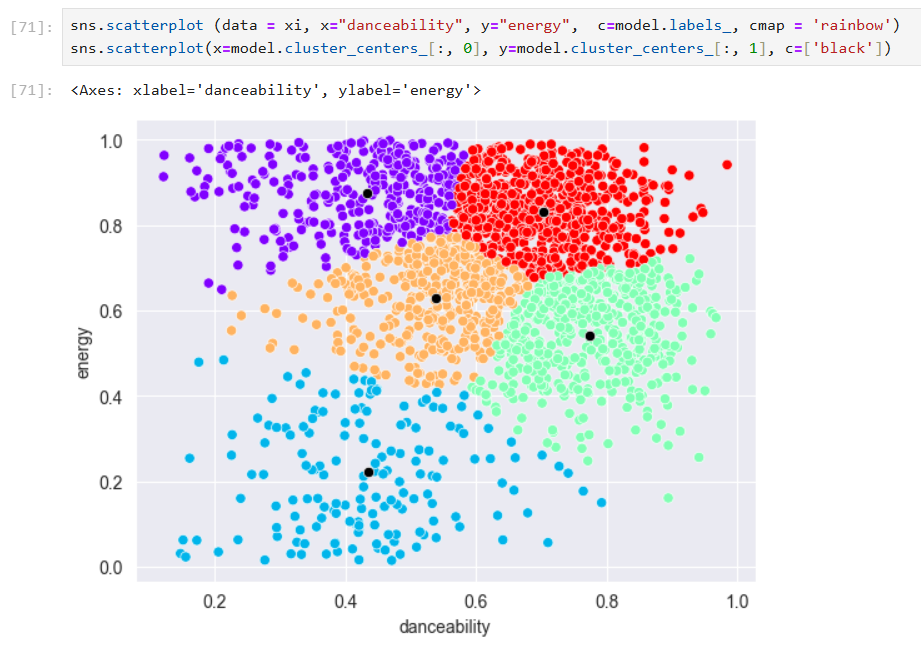 [71]: sns.scatterplot (data = xi, x="danceability", y="energy",  c=model.labels_, cmap = 'rainbow')
sns.scatterplot(x=model.cluster_centers_[:, 0], y=model.cluster_centers_[:, 1], c=['black'])
[71]: <Axes: xlabel='danceability', ylabel='energy'>
1.0
0.8
0.6
energy
0.4
0.2
0.0
0.2 0.4 0.6 0.8 1.0
danceability